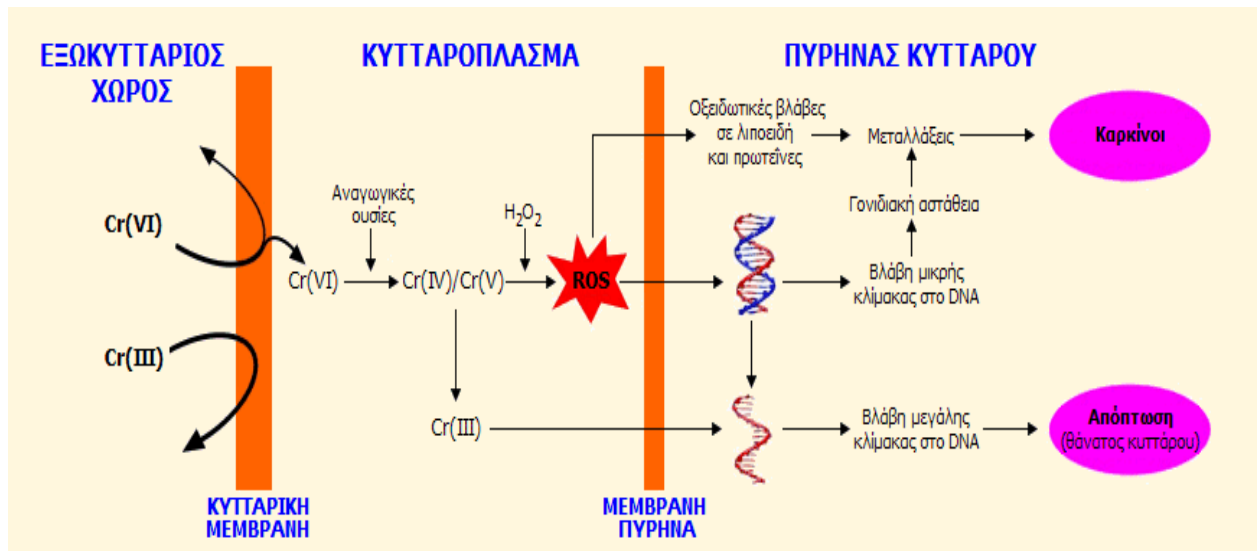 ΕΞΩΚΥΤΤΑΡΙΟΣ
ΧΩΡΟΣ
ΚΥΤΤΑΡΟΠΛΑΣΜΑ
ΠΥΡΗΝΑΣ ΚΥΤΤΑΡΟΥ
Οξειδωτικές βλάβες
σε λιποειδή
και πρωτεΐνες
Μεταλλάξεις
Καρκίνοι
Αναγωγικές
ουσίες
H₂O₂
Γονιδιακή αστάθεια
Cr(VI)
Cr(VI)
Cr(IV)/Cr(V)
ROS
Βλάβη μικρής
κλίμακας στο DNA
Cr(III)
Cr(III)
Βλάβη μεγάλης
κλίμακας στο DNA
Απόπτωση
(θάνατος κυττάρου)
ΚΥΤΤΑΡΙΚΗ
ΜΕΜΒΡΑΝΗ
ΜΕΜΒΡΑΝΗ
ΠΥΡΗΝΑ